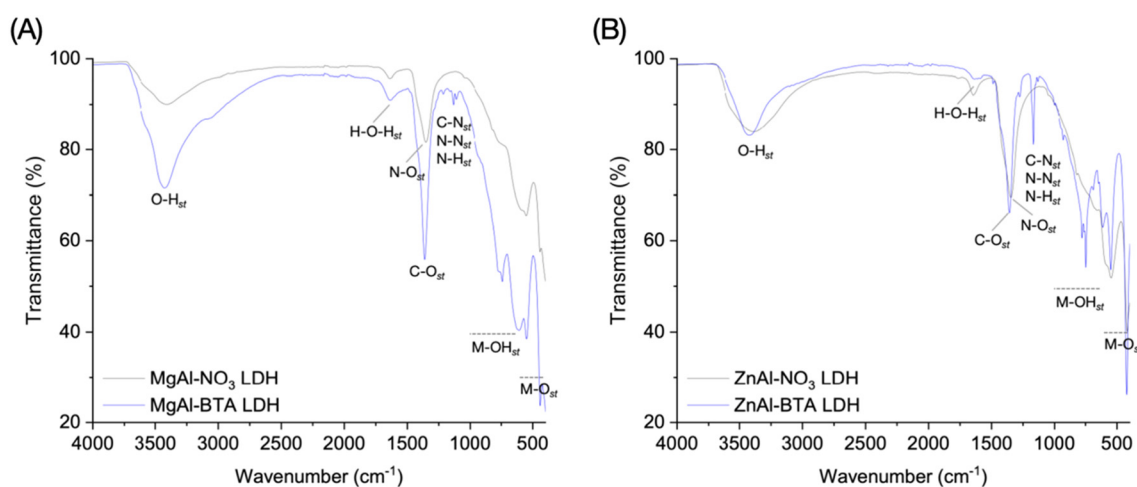 (A)
Transmittance (%)
100
80
60
40
20
O-Hst
H-O-Hst
N-Ost
C-Nst
N-Nst
N-Hst
C-Ost
M-OHst
M-Ost
MgAl-NO3 LDH
MgAl-BTA LDH
4000 3500 3000 2500 2000 1500 1000 500
Wavenumber (cm-1)
(B)
Transmittance (%)
100
80
60
40
20
O-Hst
H-O-Hst
C-Nst
N-Nst
N-Hst
N-Ost
C-Ost
M-OHst
M-Os
ZnAl-NO3 LDH
ZnAl-BTA LDH
4000 3500 3000 2500 2000 1500 1000 500
Wavenumber (cm-1)